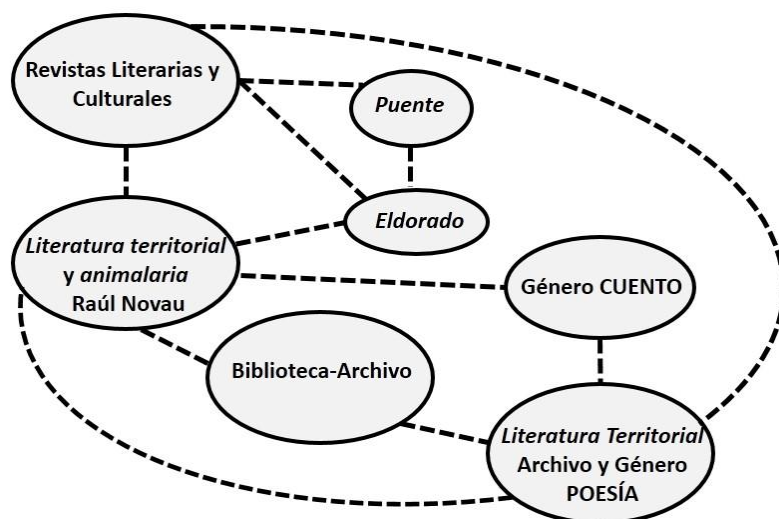 Revistas Literarias y
Culturales
Puente
Eldorado
Literatura territorial
y animalaria
Raúl Novau
Género CUENTO
Biblioteca-Archivo
Literatura Territorial
Archivo y Género
POESÍA